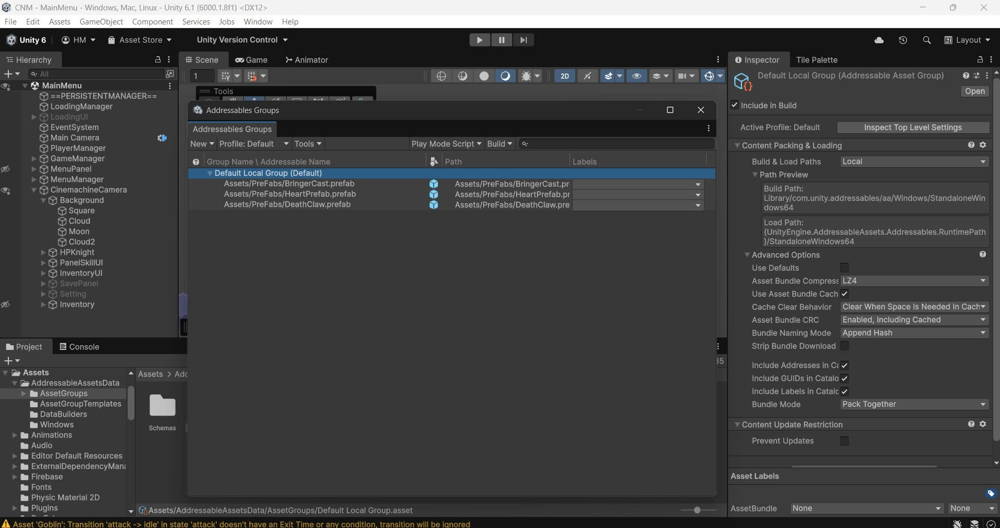 CNM - MainMenu - Windows, Mac, Linux - Unity 6.1 (6000.1.8f1) <DX12>
File Edit Assets GameObject Component Services Jobs Window Help
Unity 6 HM Asset Store Unity Version Control Layout
Hierarchy
All
MainMenu
==PERSISTENTMANAGER==
LoadingManager
LoadingUI
EventSystem
Main Camera
PlayerManager
GameManager
MenuPanel
MenuManager
CinemachineCamera
Background
Square
Cloud
Moon
Cloud2
HPKnight
PanelSkillUI
InventoryUI
SavePanel
Setting
Inventory
Scene Game Animator
1 2D
Tools
Addressables Groups
Addressables Groups
New Profile: Default Tools Play Mode Script Build
Group Name \ Addressable Name Path Labels
Default Local Group (Default)
Assets/PreFabs/BringerCast.prefab Assets/PreFabs/BringerCast.pr
Assets/PreFabs/HeartPrefab.prefab Assets/PreFabs/HeartPrefab.pr
Assets/PreFabs/DeathClaw.prefab Assets/PreFabs/DeathClaw.pre
Inspector Tile Palette
Default Local Group (Addressable Asset Group)
Open
Include in Build
Active Profile: Default Inspect Top Level Settings
Content Packing & Loading
Build & Load Paths Local
Path Preview
Build Path:
Library/com.unity.addressables/aa/Windows/StandaloneWin
dows64
Load Path:
{UnityEngine.AddressableAssets.Addressables.RuntimePath
}/StandaloneWindows64
Advanced Options
Use Defaults
Asset Bundle Compress LZ4
Use Asset Bundle Cach
Cache Clear Behavior Clear When Space Is Needed In Cach
Asset Bundle CRC Enabled, Including Cached
Bundle Naming Mode Append Hash
Strip Bundle Download
Include Addresses in Ca
Include GUIDs in Catalo
Include Labels in Catalc
Bundle Mode Pack Together
Content Update Restriction
Prevent Updates
Asset Labels
AssetBundle None None
Project Console
35
Assets
AddressableAssetsData
AssetGroups
AssetGroupTemplates
DataBuilders
Windows
Animations
Audio
Editor Default Resources
ExternalDependencyMana
Firebase
Fonts
Physic Material 2D
Plugins
Assets > Adc
Schemas
Assets/AddressableAssetsData/AssetGroups/Default Local Group.asset
Asset 'Goblin': Transition 'attack -> idle' in state 'attack' doesn't have an Exit Time or any condition, transition will be ignored